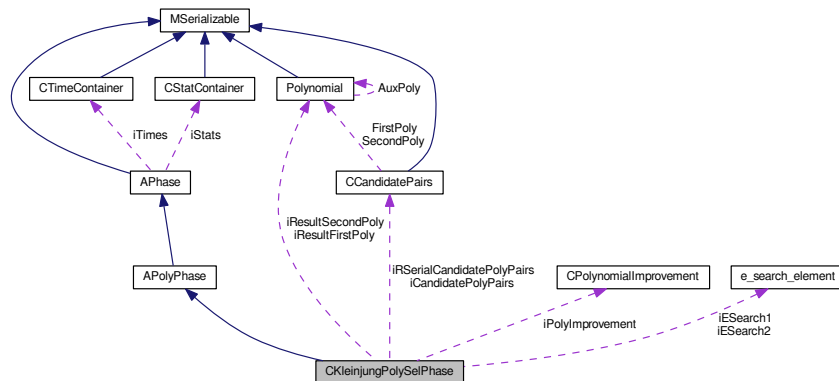 MSerializable
CTimeContainer
CStatContainer
Polynomial
AuxPoly
iTimes
iStats
FirstPoly
SecondPoly
APhase
CCandidatePairs
iResultSecondPoly
iResultFirstPoly
iRSerialCandidatePolyPairs
iCandidatePolyPairs
APolyPhase
CPolynomialImprovement
e_search_element
iPolyImprovement
iESearch1
iESearch2
CKleinjungPolySelPhase